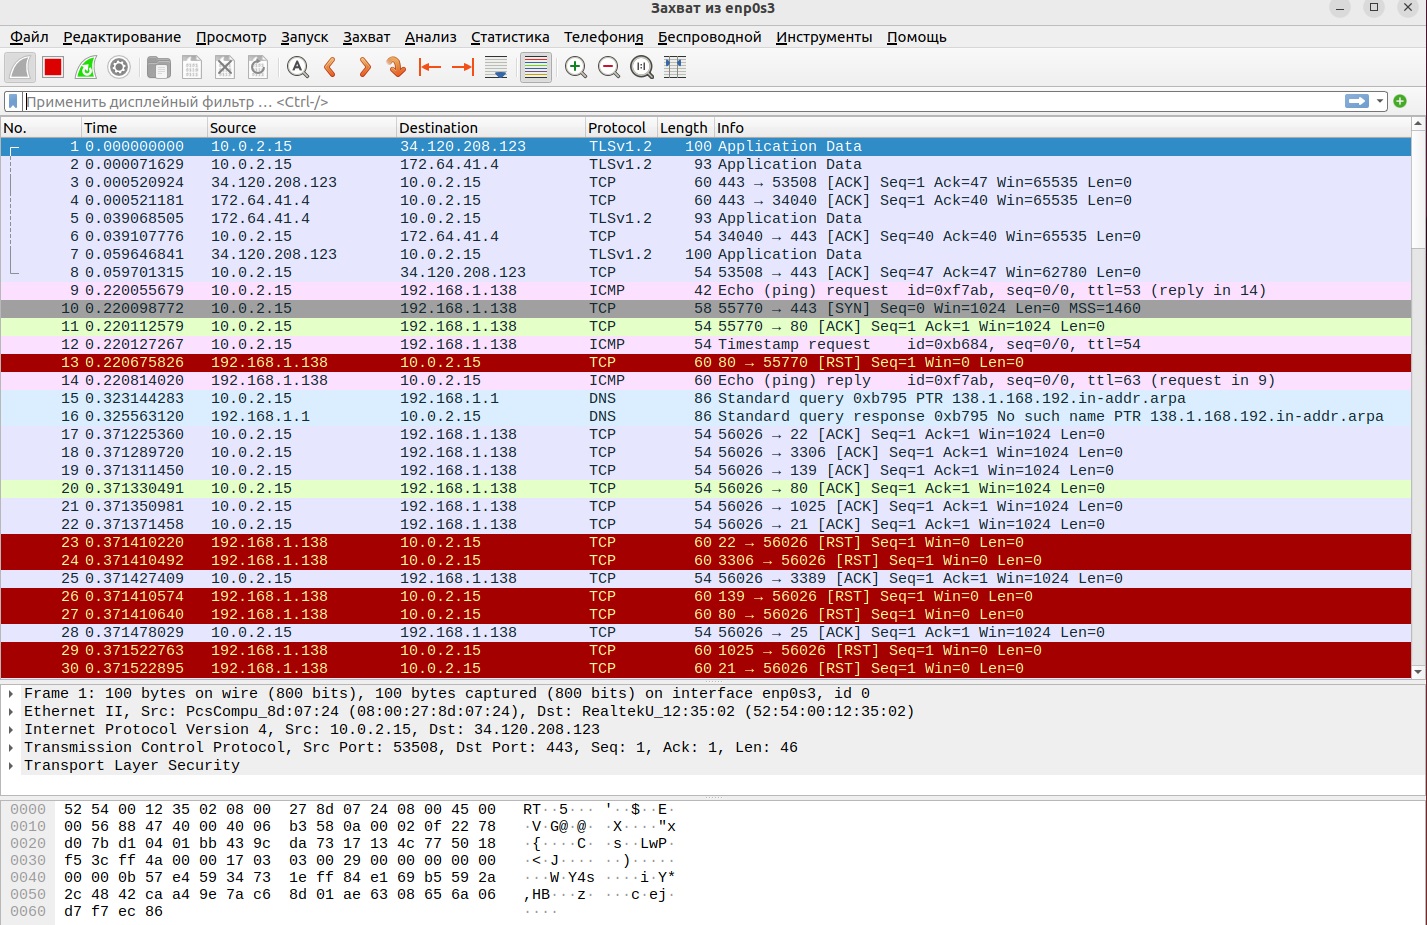 Захват из enp0s3
Файл Редактирование Просмотр Запуск Захват Анализ Статистика Телефония Беспроводной Инструменты Помощь
Применить дисплейный фильтр … <Ctrl-/>
No. Time Source Destination Protocol Length Info
1 0.000000000 10.0.2.15 34.120.208.123 TLSv1.2 100 Application Data
2 0.000071629 10.0.2.15 172.64.41.4 TLSv1.2 93 Application Data
3 0.000520924 34.120.208.123 10.0.2.15 TCP 60 443 → 53508 [ACK] Seq=1 Ack=47 Win=65535 Len=0
4 0.000521181 172.64.41.4 10.0.2.15 TCP 60 443 → 34040 [ACK] Seq=1 Ack=40 Win=65535 Len=0
5 0.039068505 172.64.41.4 10.0.2.15 TLSv1.2 93 Application Data
6 0.039107776 10.0.2.15 172.64.41.4 TCP 54 34040 → 443 [ACK] Seq=40 Ack=40 Win=65535 Len=0
7 0.059646841 34.120.208.123 10.0.2.15 TLSv1.2 100 Application Data
8 0.059701315 10.0.2.15 34.120.208.123 TCP 54 53508 → 443 [ACK] Seq=47 Ack=47 Win=62780 Len=0
9 0.220055679 10.0.2.15 192.168.1.138 ICMP 42 Echo (ping) request id=0xf7ab, seq=0/0, ttl=53 (reply in 14)
10 0.220098772 10.0.2.15 192.168.1.138 TCP 58 55770 → 443 [SYN] Seq=0 Win=1024 Len=0 MSS=1460
11 0.220112579 10.0.2.15 192.168.1.138 TCP 54 55770 → 80 [ACK] Seq=1 Ack=1 Win=1024 Len=0
12 0.220127267 10.0.2.15 192.168.1.138 ICMP 54 Timestamp request id=0xb684, seq=0/0, ttl=54
13 0.220675826 192.168.1.138 10.0.2.15 TCP 60 80 → 55770 [RST] Seq=1 Win=0 Len=0
14 0.220814020 192.168.1.138 10.0.2.15 ICMP 60 Echo (ping) reply id=0xf7ab, seq=0/0, ttl=63 (request in 9)
15 0.323144283 10.0.2.15 192.168.1.1 DNS 86 Standard query 0xb795 PTR 138.1.168.192.in-addr.arpa
16 0.325563120 192.168.1.1 10.0.2.15 DNS 86 Standard query response 0xb795 No such name PTR 138.1.168.192.in-addr.arpa
17 0.371225360 10.0.2.15 192.168.1.138 TCP 54 56026 → 22 [ACK] Seq=1 Ack=1 Win=1024 Len=0
18 0.371289720 10.0.2.15 192.168.1.138 TCP 54 56026 → 3306 [ACK] Seq=1 Ack=1 Win=1024 Len=0
19 0.371311450 10.0.2.15 192.168.1.138 TCP 54 56026 → 139 [ACK] Seq=1 Ack=1 Win=1024 Len=0
20 0.371330491 10.0.2.15 192.168.1.138 TCP 54 56026 → 80 [ACK] Seq=1 Ack=1 Win=1024 Len=0
21 0.371350981 10.0.2.15 192.168.1.138 TCP 54 56026 → 1025 [ACK] Seq=1 Ack=1 Win=1024 Len=0
22 0.371371458 10.0.2.15 192.168.1.138 TCP 54 56026 → 21 [ACK] Seq=1 Ack=1 Win=1024 Len=0
23 0.371410220 192.168.1.138 10.0.2.15 TCP 60 22 → 56026 [RST] Seq=1 Win=0 Len=0
24 0.371410492 192.168.1.138 10.0.2.15 TCP 60 3306 → 56026 [RST] Seq=1 Win=0 Len=0
25 0.371427409 10.0.2.15 192.168.1.138 TCP 54 56026 → 3389 [ACK] Seq=1 Ack=1 Win=1024 Len=0
26 0.371410574 192.168.1.138 10.0.2.15 TCP 60 139 → 56026 [RST] Seq=1 Win=0 Len=0
27 0.371410640 192.168.1.138 10.0.2.15 TCP 60 80 → 56026 [RST] Seq=1 Win=0 Len=0
28 0.371478029 10.0.2.15 192.168.1.138 TCP 54 56026 → 25 [ACK] Seq=1 Ack=1 Win=1024 Len=0
29 0.371522763 192.168.1.138 10.0.2.15 TCP 60 1025 → 56026 [RST] Seq=1 Win=0 Len=0
30 0.371522895 192.168.1.138 10.0.2.15 TCP 60 21 → 56026 [RST] Seq=1 Win=0 Len=0
Frame 1: 100 bytes on wire (800 bits), 100 bytes captured (800 bits) on interface enp0s3, id 0
Ethernet II, Src: PcsCompu_8d:07:24 (08:00:27:8d:07:24), Dst: RealtekU_12:35:02 (52:54:00:12:35:02)
Internet Protocol Version 4, Src: 10.0.2.15, Dst: 34.120.208.123
Transmission Control Protocol, Src Port: 53508, Dst Port: 443, Seq: 1, Ack: 1, Len: 46
Transport Layer Security
0000 52 54 00 12 35 02 08 00 27 8d 07 24 08 00 45 00 RT··5··· '··$··E·
0010 00 56 88 47 40 00 40 06 b3 58 0a 00 02 0f 22 78 ·V·G@·@· ·X····"x
0020 d0 7b d1 04 01 bb 43 9c da 73 17 13 4c 77 50 18 ·{····C· ·s··LwP·
0030 f5 3c ff 4a 00 00 17 03 03 00 29 00 00 00 00 00 ·<·J···· ··)·····
0040 00 00 0b 57 e4 59 34 73 1e ff 84 e1 69 b5 59 2a ···W·Y4s ····i·Y*
0050 2c 48 42 ca a4 9e 7a c6 8d 01 ae 63 08 65 6a 06 ,HB···z· ···c·ej·
0060 d7 f7 ec 86 ····